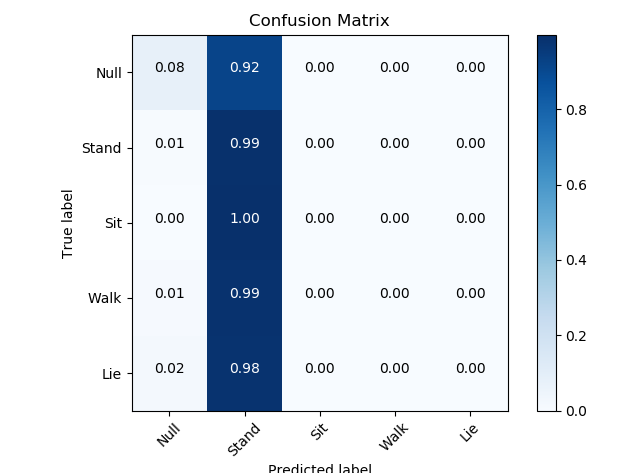 Confusion Matrix
Null 0.08 0.92 0.00 0.00 0.00
Stand 0.01 0.99 0.00 0.00 0.00
Sit 0.00 1.00 0.00 0.00 0.00
Walk 0.01 0.99 0.00 0.00 0.00
Lie 0.02 0.98 0.00 0.00 0.00
True label
Null Stand Sit Walk Lie
Predicted label
0.8
0.6
0.4
0.2
0.0